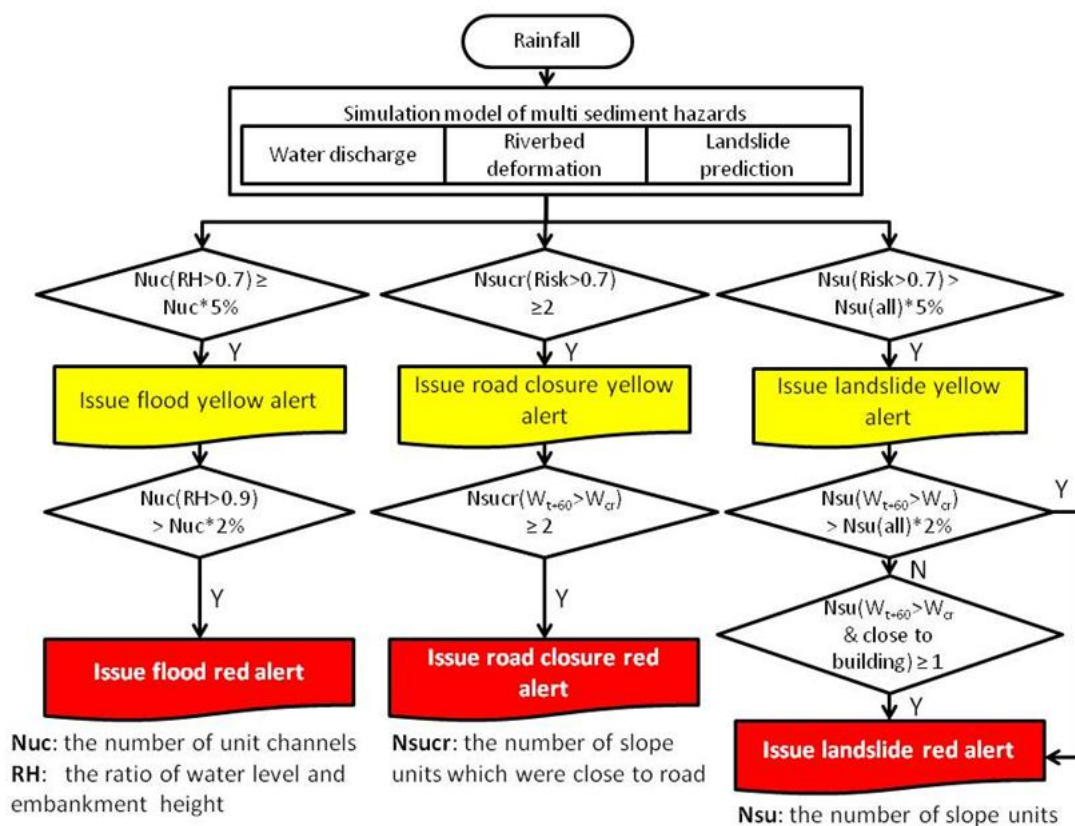 Rainfall
Simulation model of multi sediment hazards
Water discharge
Riverbed
deformation
Landslide
prediction
Nuc(RH>0.7) ≥
Nuc*5%
Nsucr(Risk>0.7)
≥2
Nsu(Risk>0.7) >
Nsu(all)*5%
Y
Y
Y
Issue flood yellow alert
Issue road closure yellow
alert
Issue landslide yellow
alert
Nuc(RH>0.9)
> Nuc*2%
Nsucr(Wt+60>Wcr)
≥ 2
Nsu(Wt+60>Wcr)
> Nsu(all)*2%
Y
N
Y
Y
Nsu(Wt+60>Wcr
& close to
building) ≥ 1
Y
Issue flood red alert
Issue road closure red
alert
Issue landslide red alert
Nuc: the number of unit channels
RH: the ratio of water level and
embankment height
Nsucr: the number of slope
units which were close to road
Nsu: the number of slope units